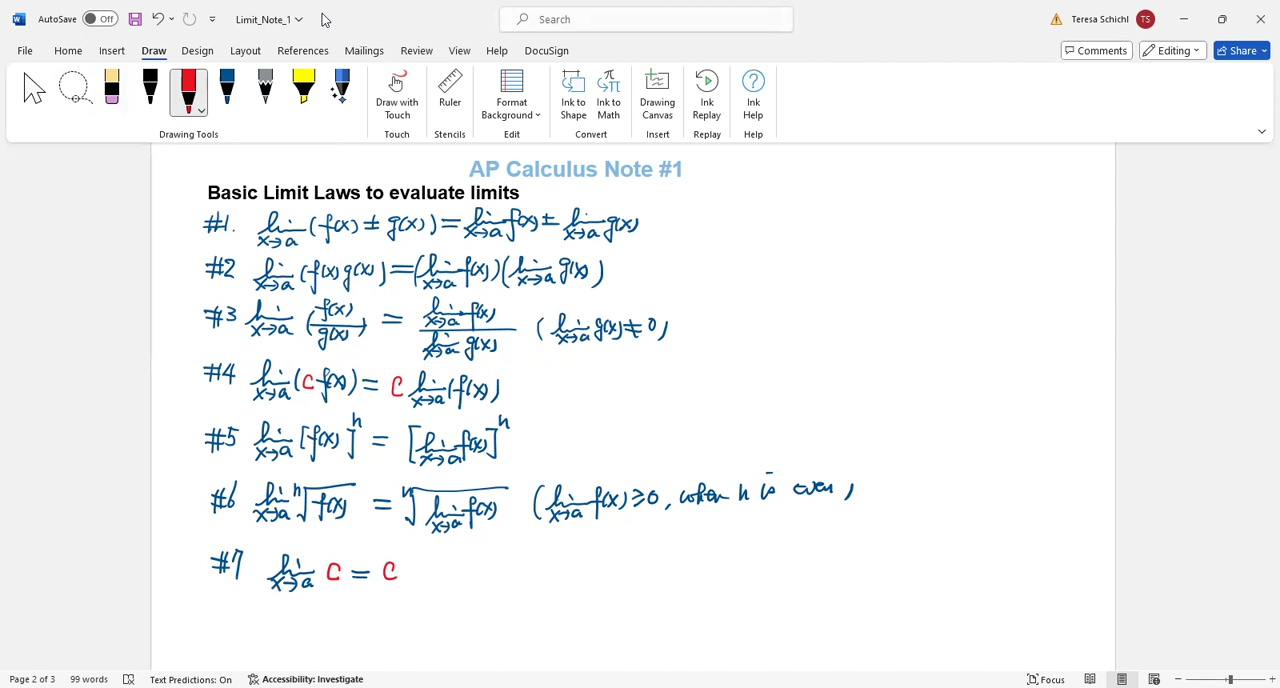 AutoSave Off Limit_Note_1 Search Teresa Schichl TS
File Home Insert Draw Design Layout References Mailings Review View Help DocuSign Comments Editing Share
Draw with Touch Ruler Format Background Ink to Shape Ink to Math Drawing Canvas Ink Replay Ink Help
Drawing Tools Touch Stencils Edit Convert Insert Replay Help
AP Calculus Note #1
Basic Limit Laws to evaluate limits
#1. lim x→a (f(x) ± g(x)) = lim x→a f(x) ± lim x→a g(x)
#2 lim x→a (f(x) g(x)) = (lim x→a f(x)) (lim x→a g(x))
#3 lim x→a (f(x) / g(x)) = lim x→a f(x) / lim x→a g(x) (lim x→a g(x) ≠ 0)
#4 lim x→a (c f(x)) = c lim x→a (f(x))
#5 lim x→a [f(x)]^n = [lim x→a f(x)]^n
#6 lim x→a ⁿ√f(x) = ⁿ√lim x→a f(x) (lim x→a f(x) ≥ 0, when n is even)
#7 lim x→a c = c
Page 2 of 3 99 words Text Predictions: On Accessibility: Investigate Focus